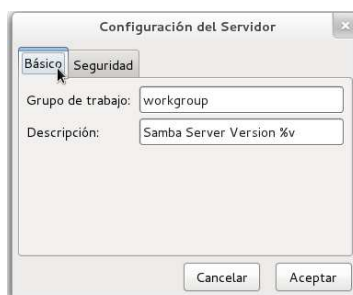 Configuración del Servidor
Básico Seguridad
Grupo de trabajo: workgroup
Descripción: Samba Server Version %v
Cancelar Aceptar